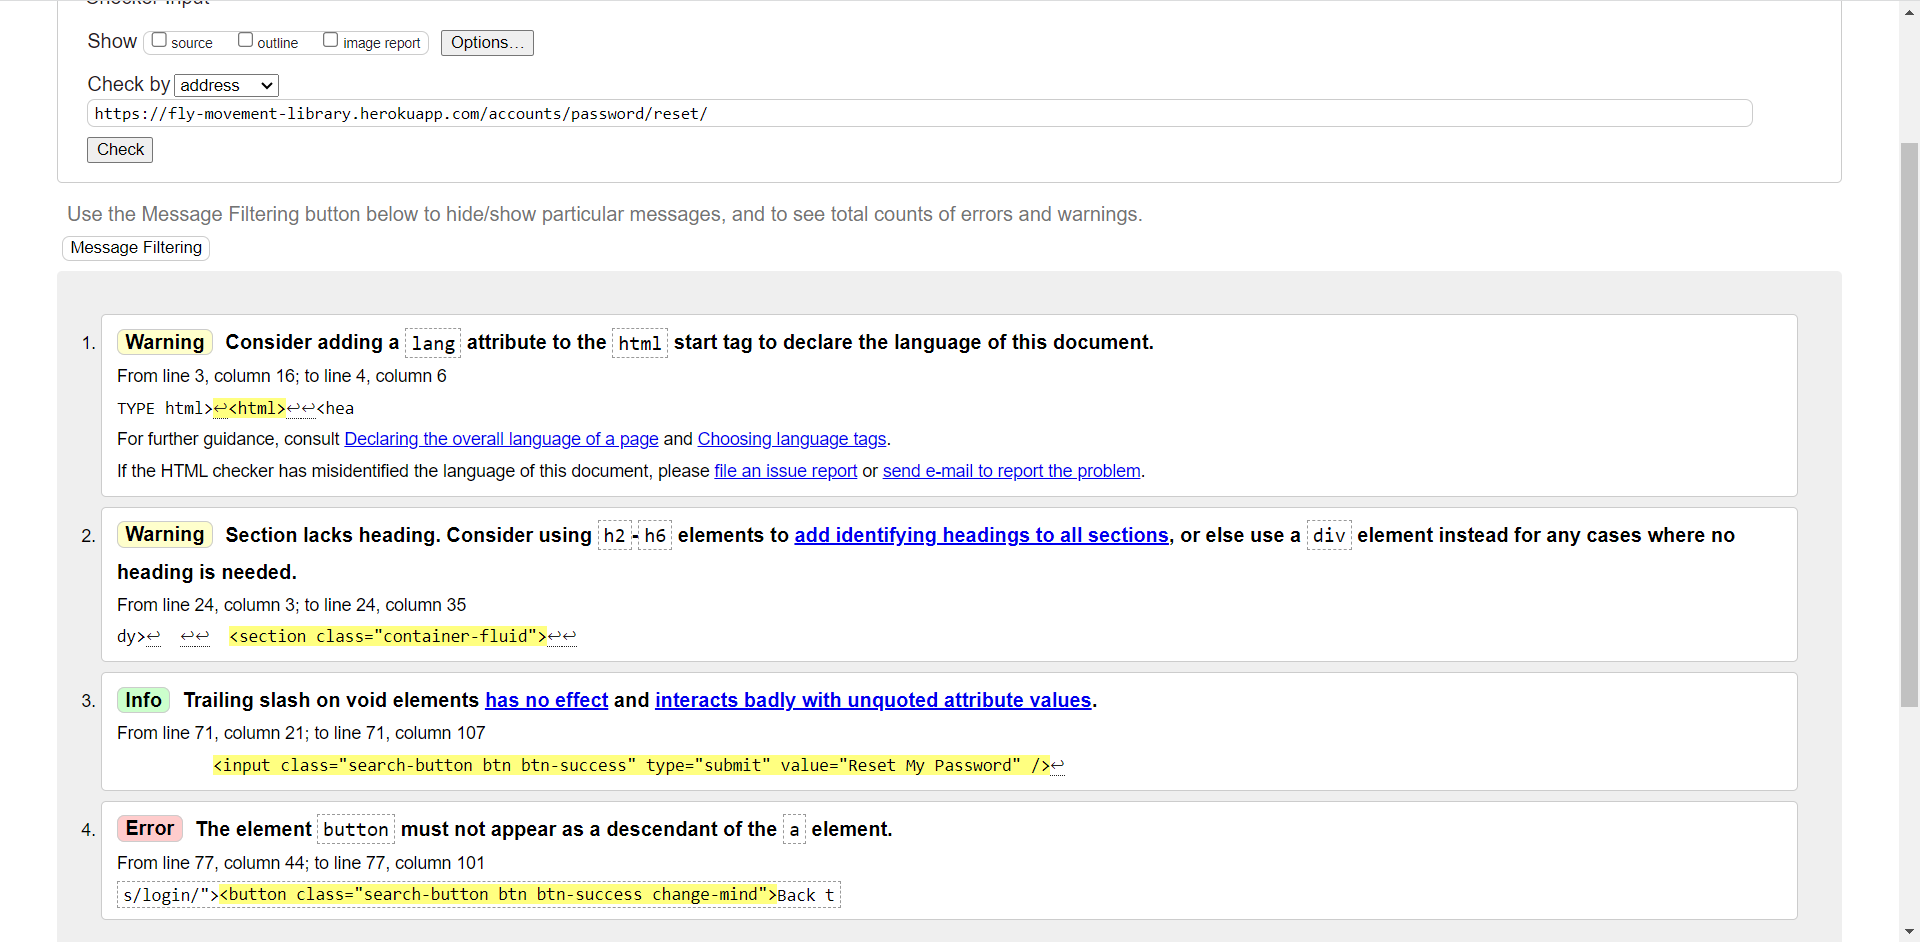 Checker Input
Show source outline image report Options...
Check by address
https://fly-movement-library.herokuapp.com/accounts/password/reset/
Check
Use the Message Filtering button below to hide/show particular messages, and to see total counts of errors and warnings.
Message Filtering
1. Warning Consider adding a lang attribute to the html start tag to declare the language of this document.
From line 3, column 16; to line 4, column 6
TYPE html>↩<html>↩↩<hea
For further guidance, consult Declaring the overall language of a page and Choosing language tags.
If the HTML checker has misidentified the language of this document, please file an issue report or send e-mail to report the problem.
2. Warning Section lacks heading. Consider using h2-h6 elements to add identifying headings to all sections, or else use a div element instead for any cases where no
heading is needed.
From line 24, column 3; to line 24, column 35
dy>↩ ↩↩ <section class="container-fluid">↩↩
3. Info Trailing slash on void elements has no effect and interacts badly with unquoted attribute values.
From line 71, column 21; to line 71, column 107
<input class="search-button btn btn-success" type="submit" value="Reset My Password" />↩
4. Error The element button must not appear as a descendant of the a element.
From line 77, column 44; to line 77, column 101
s/login/"><button class="search-button btn btn-success change-mind">Back t